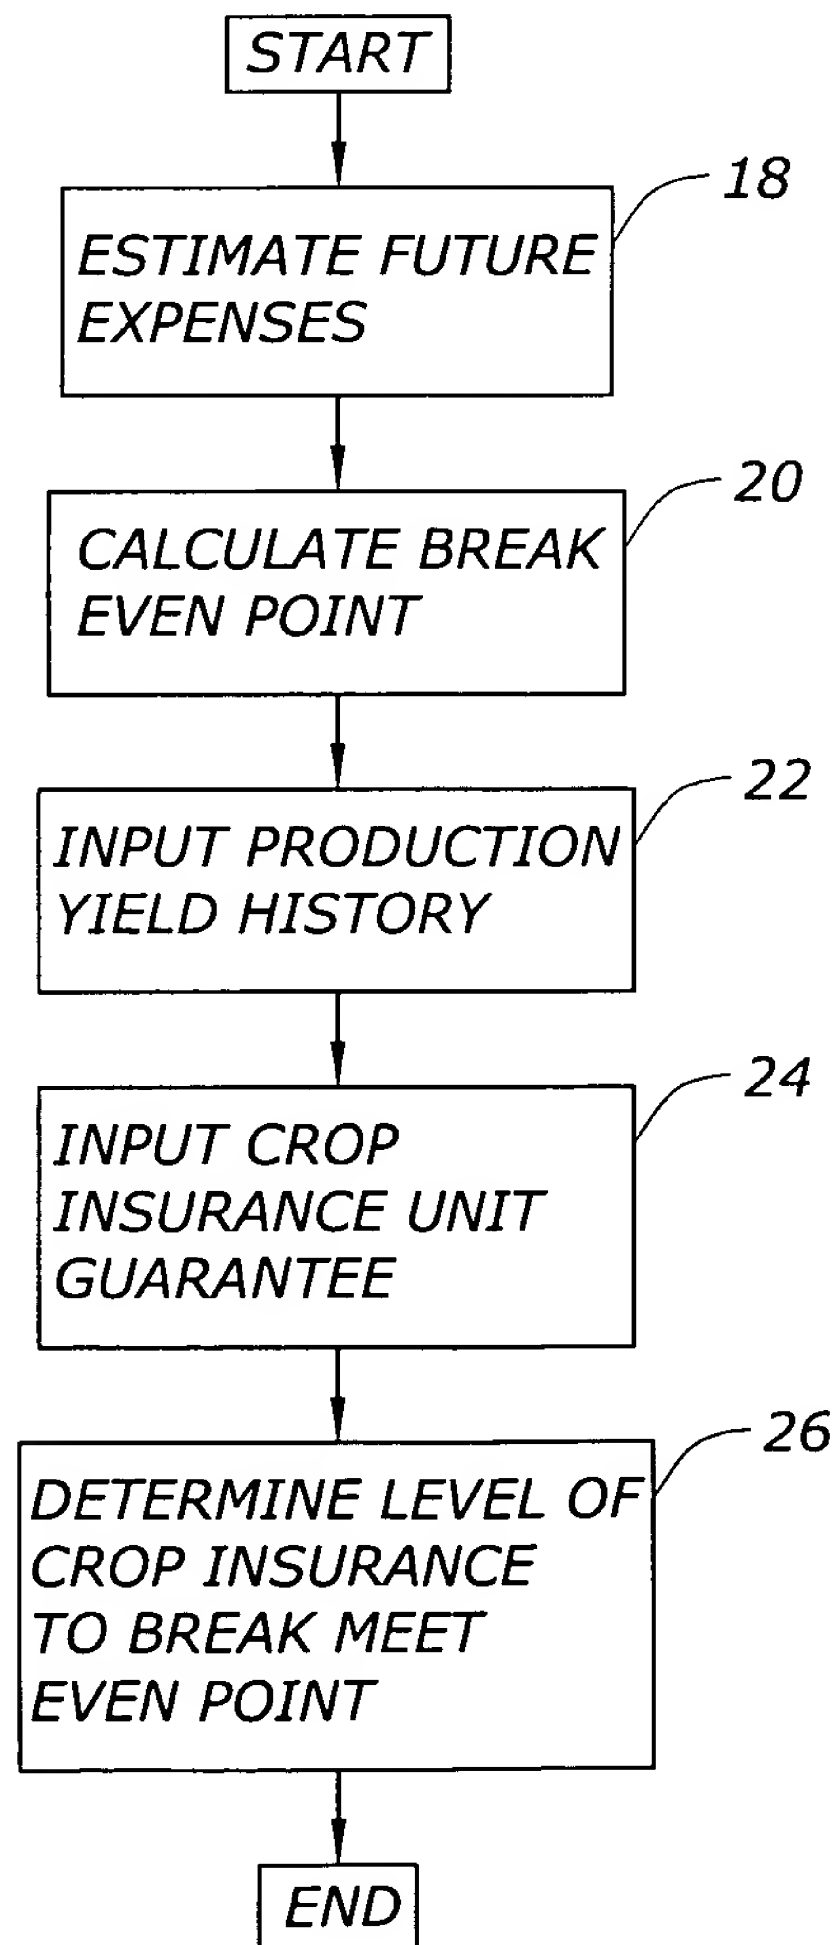 START
18
ESTIMATE FUTURE
EXPENSES
20
CALCULATE BREAK
EVEN POINT
22
INPUT PRODUCTION
YIELD HISTORY
24
INPUT CROP
INSURANCE UNIT
GUARANTEE
26
DETERMINE LEVEL OF
CROP INSURANCE
TO BREAK MEET
EVEN POINT
END